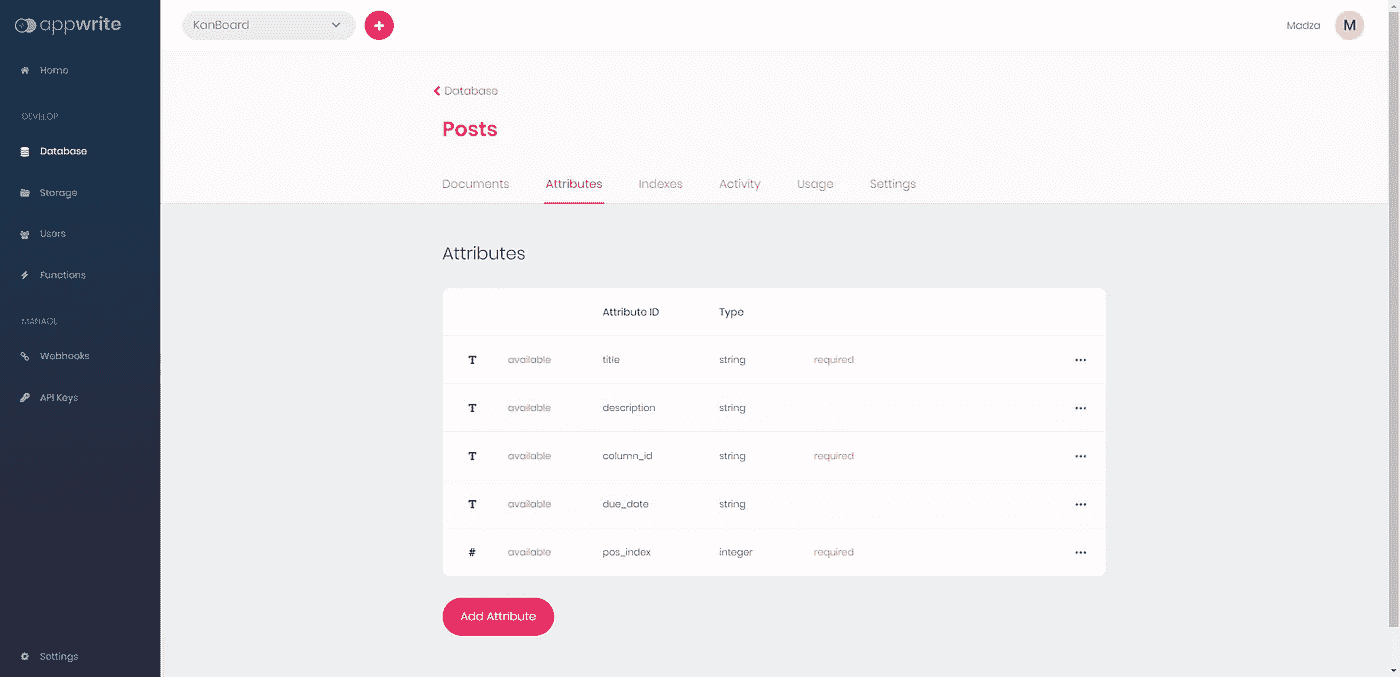 appwrite
KanBoard
+
Madza
M
Home
DEVELOP
Database
Storage
Users
Functions
MANAGE
Webhooks
API Keys
Settings
Database
Posts
Documents Attributes Indexes Activity Usage Settings
Attributes
Attribute ID Type
T available title string required
T available description string
T available column_id string required
T available due_date string
# available pos_index integer required
Add Attribute